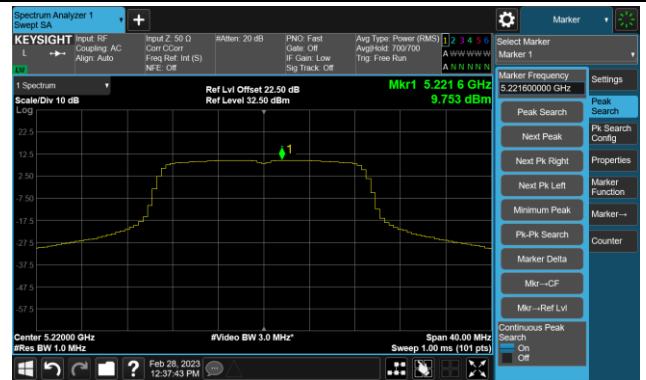 Spectrum Analyzer 1
Swept SA
Marker
KEYSIGHT
L
Input: RF
Coupling: AC
Align: Auto
Input Z: 50 Ω
Corr CCorr
Freq Ref: Int (S)
NFE: Off
#Atten: 20 dB
PNO: Fast
Gate: Off
IF Gain: Low
Sig Track: Off
Avg Type: Power (RMS)
Avg|Hold: 700/700
Trig: Free Run
1 2 3 4 5 6
A W W W W W
A N N N N N
Select Marker
Marker 1
1 Spectrum
Scale/Div 10 dB
Log
Ref Lvl Offset 22.50 dB
Ref Level 32.50 dBm
Mkr1 5.221 6 GHz
9.753 dBm
1
22.5
12.5
2.50
-7.50
-17.5
-27.5
-37.5
-47.5
-57.5
Center 5.22000 GHz
#Res BW 1.0 MHz
#Video BW 3.0 MHz*
Span 40.00 MHz
Sweep 1.00 ms (101 pts)
Marker Frequency
5.221600000 GHz
Peak Search
Next Peak
Next Pk Right
Next Pk Left
Minimum Peak
Pk-Pk Search
Marker Delta
Mkr→CF
Mkr→Ref Lvl
Continuous Peak
Search
On
Off
Settings
Peak
Search
Pk Search
Config
Properties
Marker
Function
Marker→
Counter
?
Feb 28, 2023
12:37:43 PM